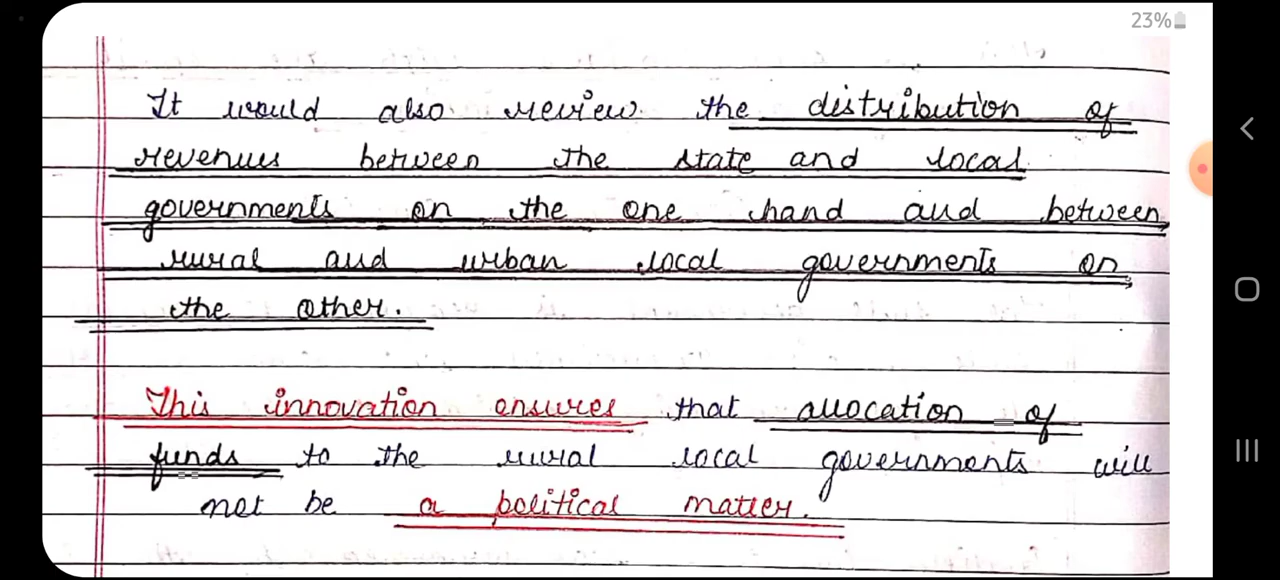 23%
It would also review the distribution of
revenues between the state and local
governments on the one hand and between
rural and urban local governments on
the other.
This innovation ensures that allocation of
funds to the rural local governments will
not be a political matter.